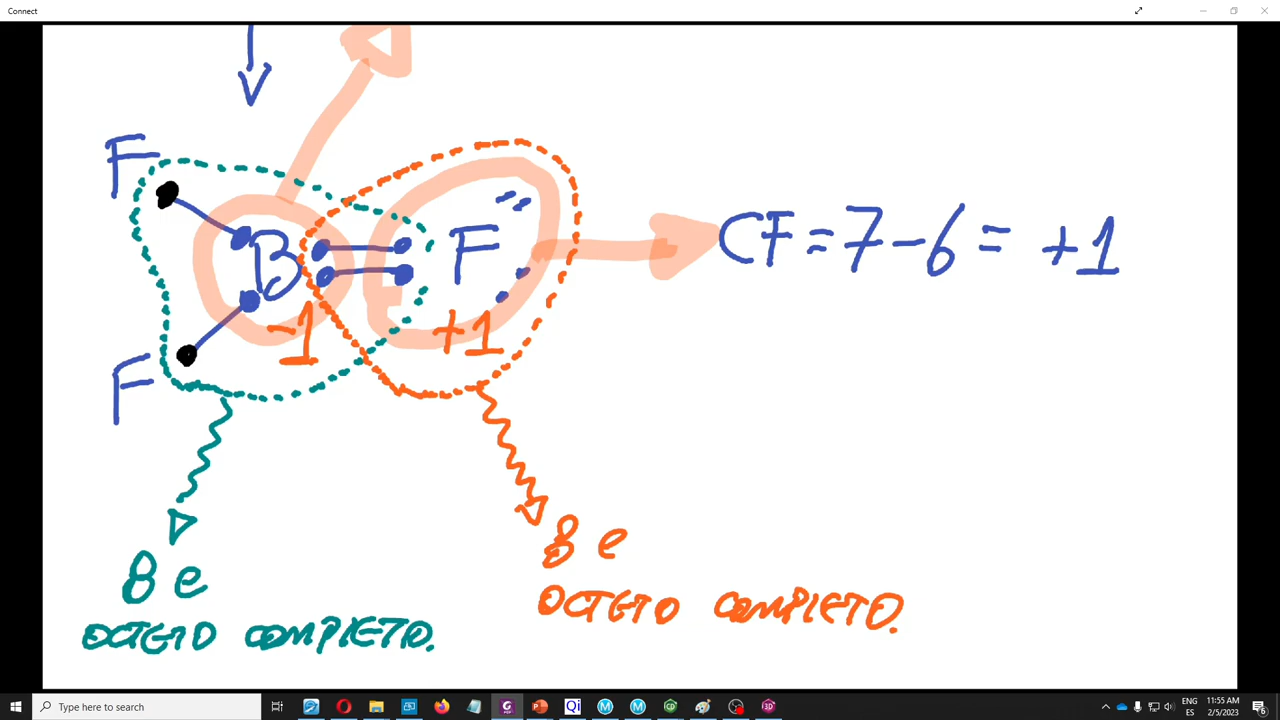 Connect
F
B F
CF = 7 - 6 = +1
-1 +1
F
8 e
OCTETO COMPLETO.
8 e
OCTETO COMPLETO.
Type here to search
ENG
ES
11:55 AM
2/5/2023